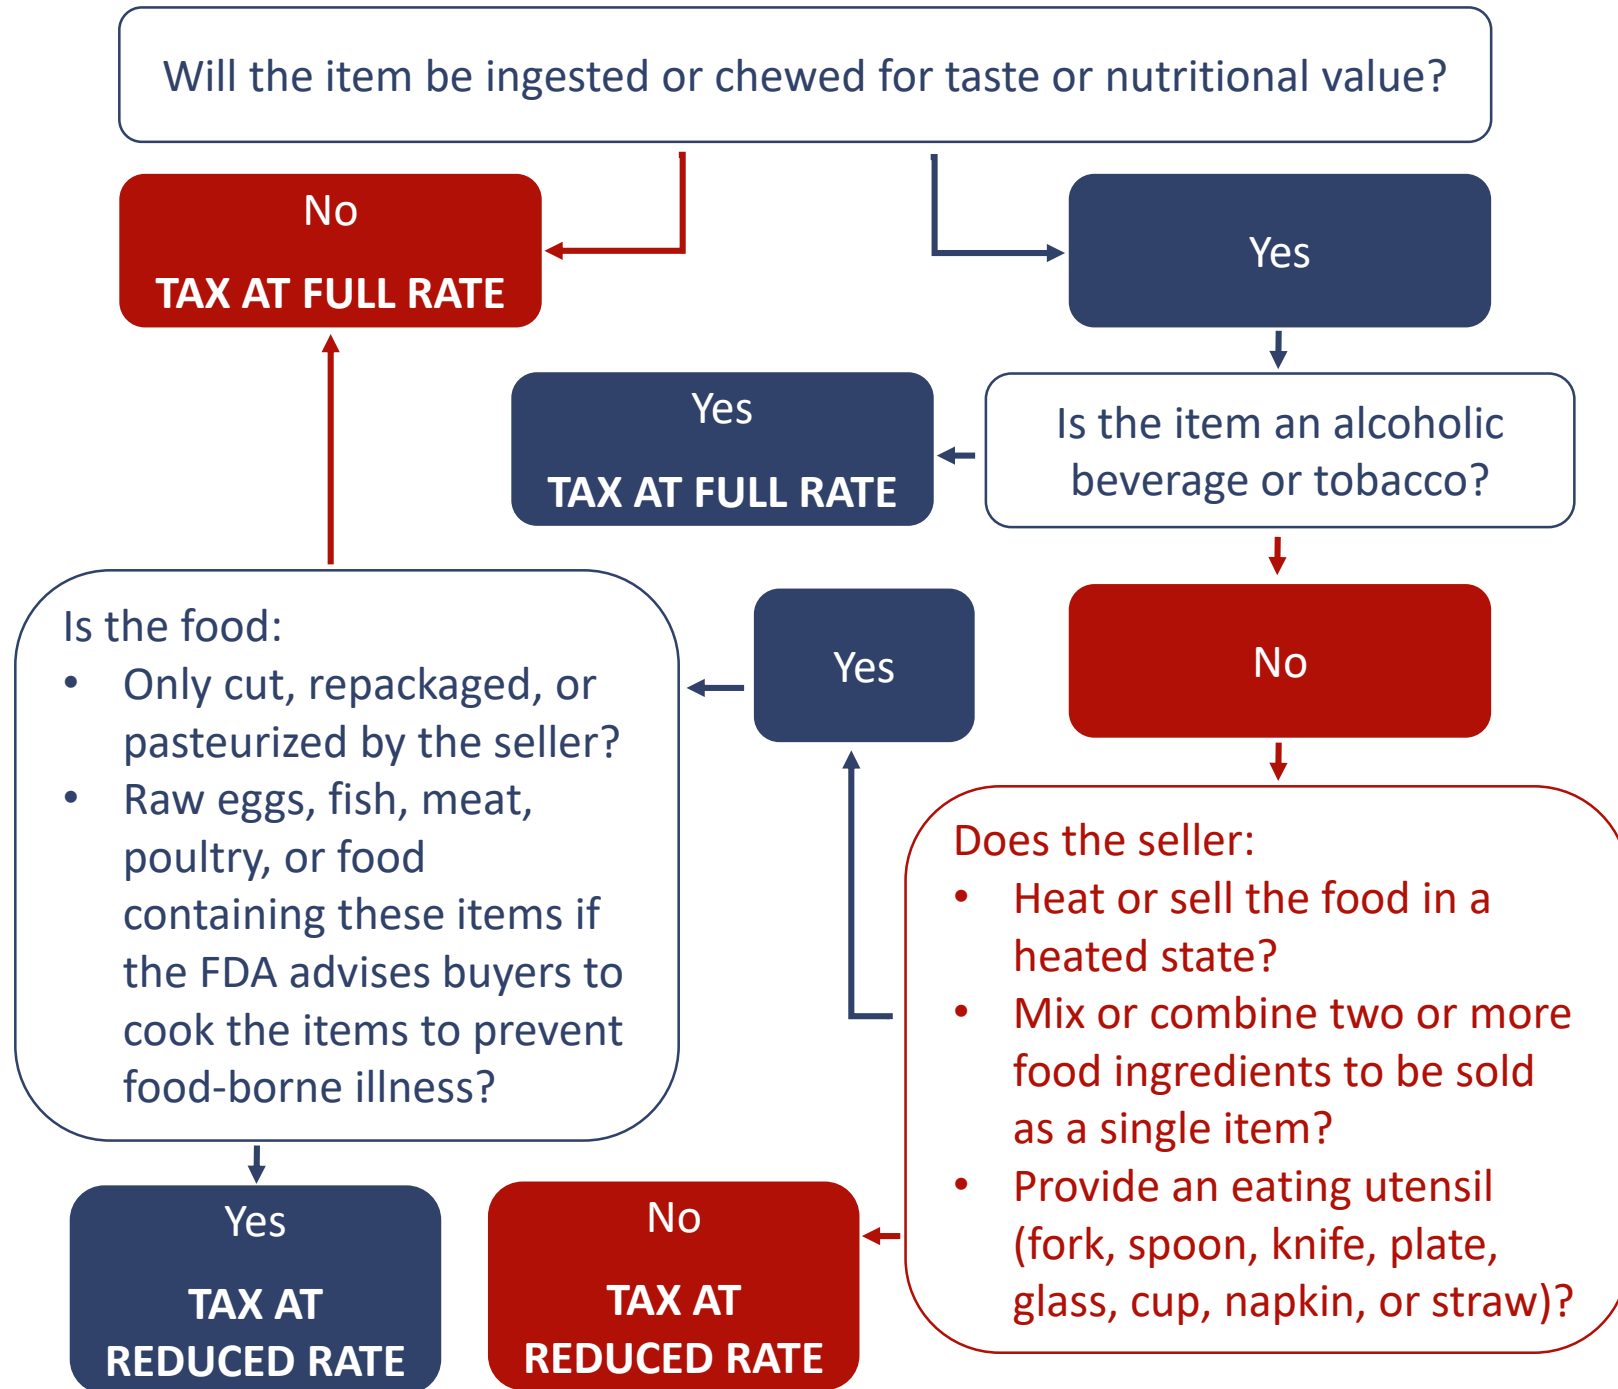 Will the item be ingested or chewed for taste or nutritional value?
No
TAX AT FULL RATE
Yes
Yes
TAX AT FULL RATE
Is the item an alcoholic
beverage or tobacco?
No
Does the seller:
• Heat or sell the food in a
heated state?
• Mix or combine two or more
food ingredients to be sold
as a single item?
• Provide an eating utensil
(fork, spoon, knife, plate,
glass, cup, napkin, or straw)?
Yes
Is the food:
• Only cut, repackaged, or
pasteurized by the seller?
• Raw eggs, fish, meat,
poultry, or food
containing these items if
the FDA advises buyers to
cook the items to prevent
food-borne illness?
Yes
TAX AT
REDUCED RATE
No
TAX AT
REDUCED RATE